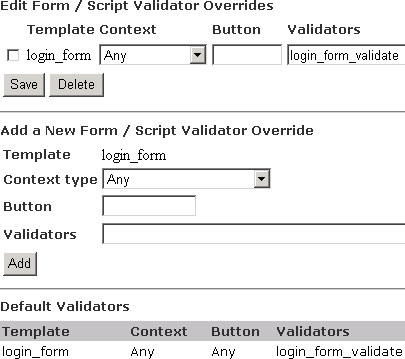 Edit Form / Script Validator Overrides
Template Context Button Validators
login_form Any login_form_validate
Save Delete
Add a New Form / Script Validator Override
Template login_form
Context type Any
Button
Validators
Add
Default Validators
Template Context Button Validators
login_form Any Any login_form_validate